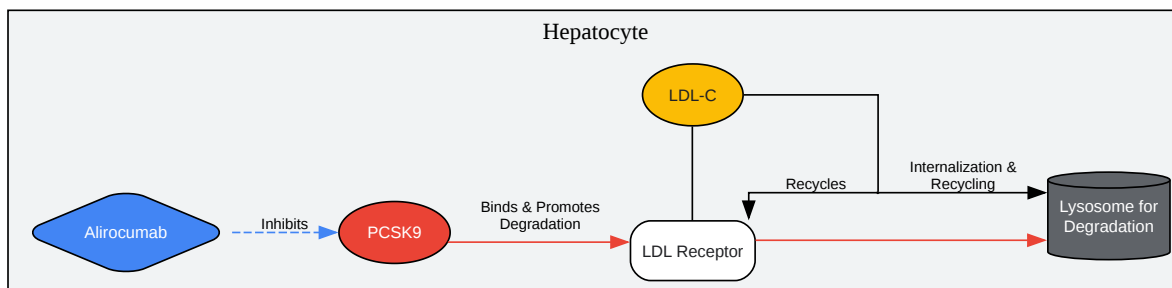 Hepatocyte
LDL-C
Recycles
Internalization &
Recycling
Lysosome for
Degradation
Alirocumab
Inhibits
PCSK9
Binds & Promotes
Degradation
LDL Receptor